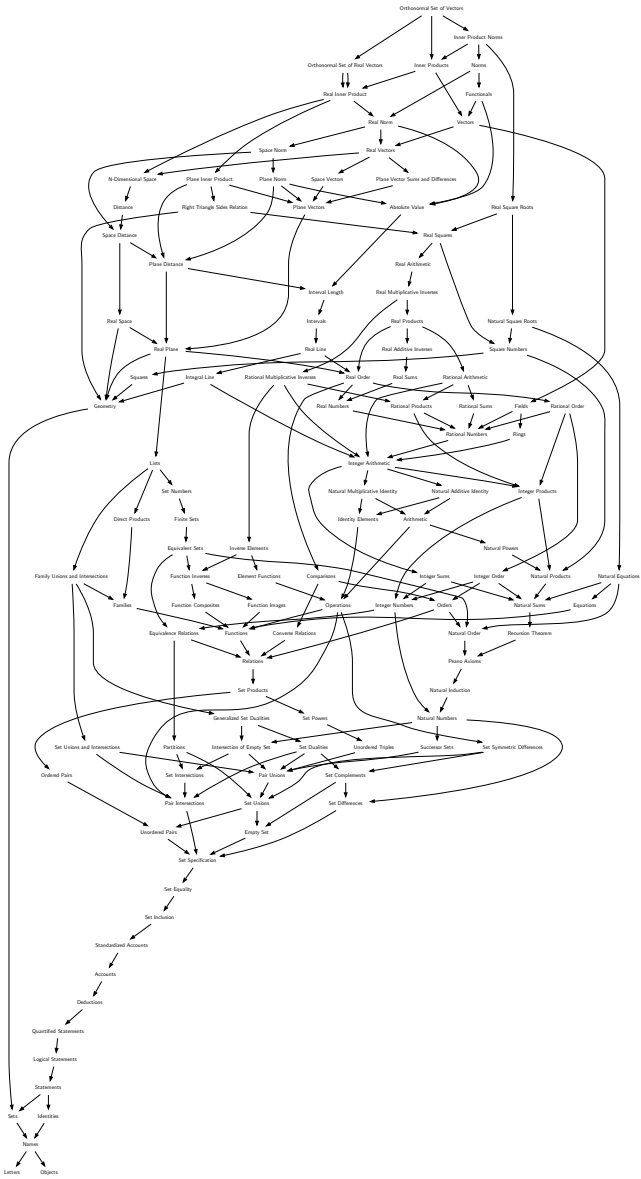 Orthonormal Set of Vectors
Inner Product Norms
Orthonormal Set of Real Vectors
Inner Products
Norms
Real Inner Product
Functionals
Real Norm
Vectors
Space Norm
Real Vectors
N-Dimensional Space
Plane Inner Product
Plane Norm
Space Vectors
Plane Vector Sums and Differences
Distance
Right Triangle Sides Relation
Plane Vectors
Absolute Value
Real Square Roots
Space Distance
Real Squares
Plane Distance
Real Arithmetic
Interval Length
Real Multiplicative Inverses
Real Space
Intervals
Real Products
Natural Square Roots
Real Plane
Real Line
Real Additive Inverses
Square Numbers
Squares
Integral Line
Rational Multiplicative Inverses
Real Order
Real Sums
Rational Arithmetic
Geometry
Real Numbers
Rational Products
Rational Sums
Fields
Rational Order
Rational Numbers
Rings
Lists
Integer Arithmetic
Set Numbers
Natural Multiplicative Identity
Natural Additive Identity
Integer Products
Direct Products
Finite Sets
Identity Elements
Arithmetic
Equivalent Sets
Inverse Elements
Natural Powers
Family Unions and Intersections
Function Inverses
Element Functions
Comparisons
Integer Sums
Integer Order
Natural Products
Natural Equations
Families
Function Composites
Function Images
Operations
Integer Numbers
Orders
Natural Sums
Equations
Equivalence Relations
Functions
Converse Relations
Natural Order
Recursion Theorem
Relations
Peano Axioms
Set Products
Natural Induction
Generalized Set Dualities
Set Powers
Natural Numbers
Set Unions and Intersections
Partitions
Intersection of Empty Set
Set Dualities
Unordered Triples
Successor Sets
Set Symmetric Differences
Ordered Pairs
Set Intersections
Pair Unions
Set Complements
Pair Intersections
Set Unions
Set Differences
Unordered Pairs
Empty Set
Set Specification
Set Equality
Set Inclusion
Standardized Accounts
Accounts
Deductions
Quantified Statements
Logical Statements
Statements
Sets
Identities
Names
Letters
Objects